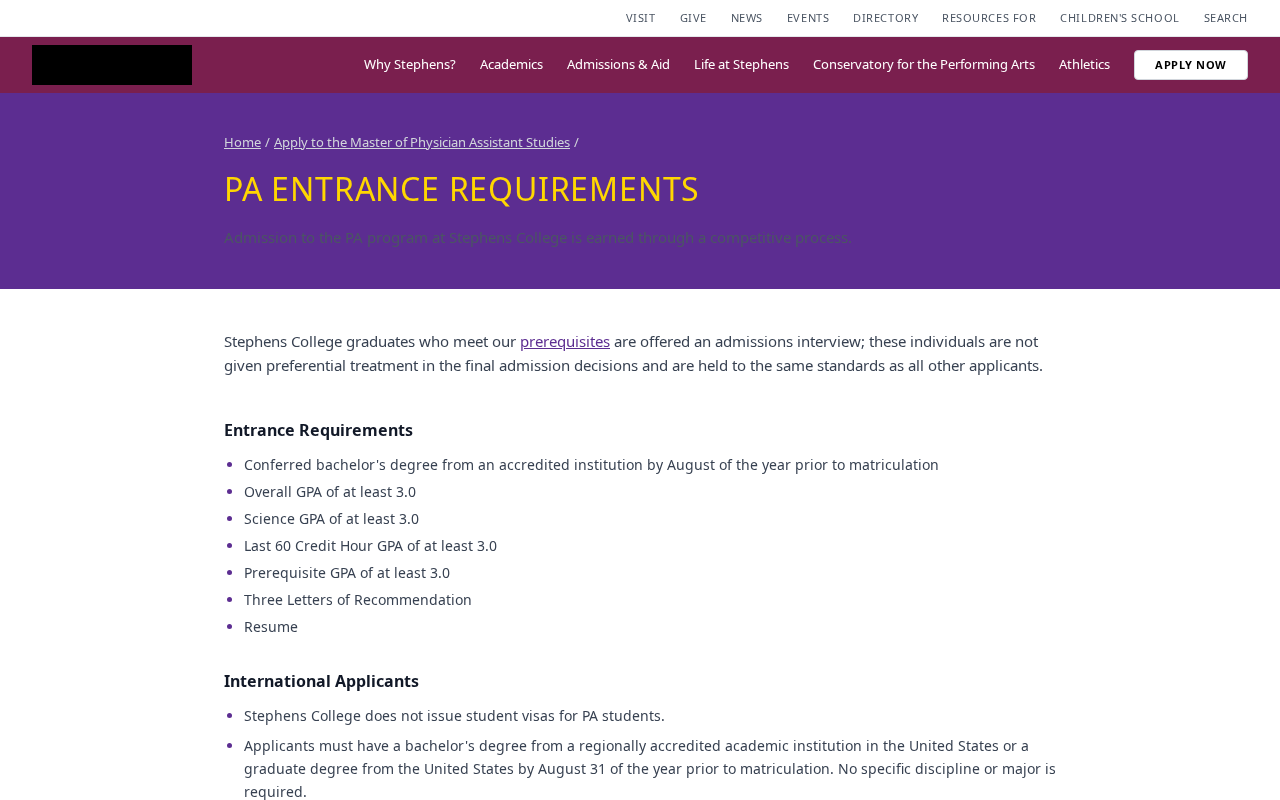 VISIT GIVE NEWS EVENTS DIRECTORY RESOURCES FOR CHILDREN'S SCHOOL SEARCH
Why Stephens? Academics Admissions & Aid Life at Stephens Conservatory for the Performing Arts Athletics APPLY NOW
Home / Apply to the Master of Physician Assistant Studies /
PA ENTRANCE REQUIREMENTS
Admission to the PA program at Stephens College is earned through a competitive process.
Stephens College graduates who meet our prerequisites are offered an admissions interview; these individuals are not
given preferential treatment in the final admission decisions and are held to the same standards as all other applicants.
Entrance Requirements
• Conferred bachelor's degree from an accredited institution by August of the year prior to matriculation
• Overall GPA of at least 3.0
• Science GPA of at least 3.0
• Last 60 Credit Hour GPA of at least 3.0
• Prerequisite GPA of at least 3.0
• Three Letters of Recommendation
• Resume
International Applicants
• Stephens College does not issue student visas for PA students.
• Applicants must have a bachelor's degree from a regionally accredited academic institution in the United States or a
graduate degree from the United States by August 31 of the year prior to matriculation. No specific discipline or major is
required.